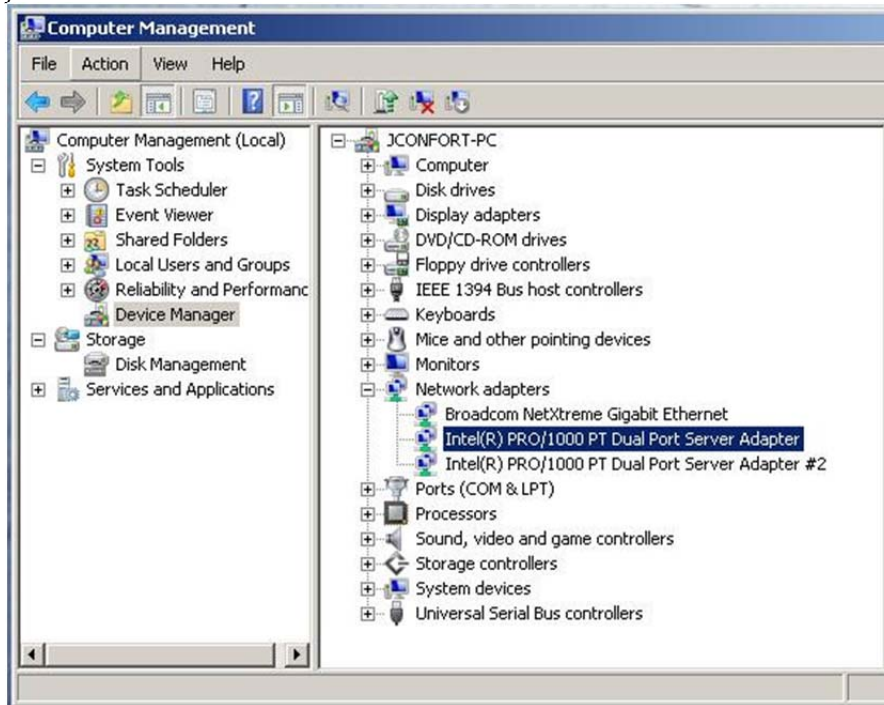 Computer Management
File Action View Help
Computer Management (Local)
System Tools
Task Scheduler
Event Viewer
Shared Folders
Local Users and Groups
Reliability and Performanc
Device Manager
Storage
Disk Management
Services and Applications
JCONFORT-PC
Computer
Disk drives
Display adapters
DVD/CD-ROM drives
Floppy drive controllers
IEEE 1394 Bus host controllers
Keyboards
Mice and other pointing devices
Monitors
Network adapters
Broadcom NetXtreme Gigabit Ethernet
Intel(R) PRO/1000 PT Dual Port Server Adapter
Intel(R) PRO/1000 PT Dual Port Server Adapter #2
Ports (COM & LPT)
Processors
Sound, video and game controllers
Storage controllers
System devices
Universal Serial Bus controllers